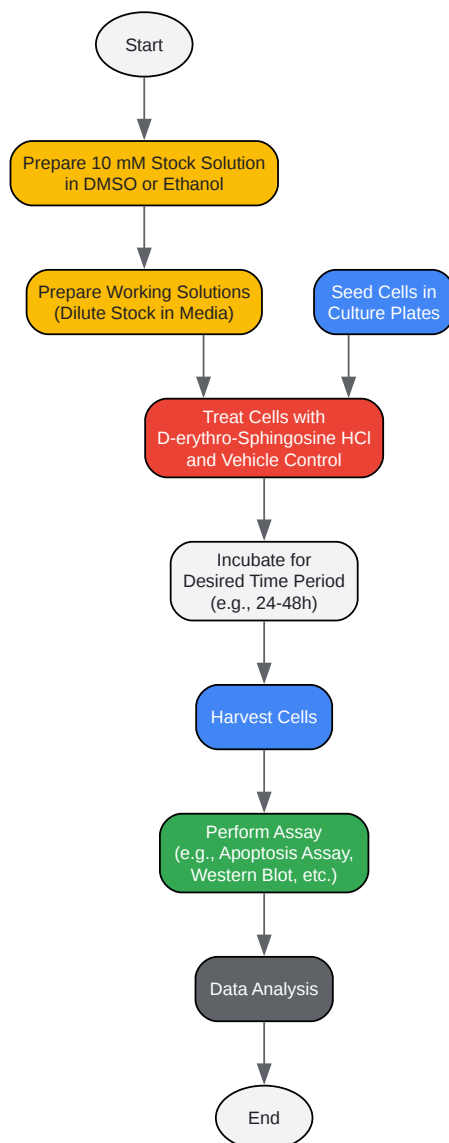 Start
Prepare 10 mM Stock Solution
in DMSO or Ethanol
Prepare Working Solutions
(Dilute Stock in Media)
Seed Cells in
Culture Plates
Treat Cells with
D-erythro-Sphingosine HCl
and Vehicle Control
Incubate for
Desired Time Period
(e.g., 24-48h)
Harvest Cells
Perform Assay
(e.g., Apoptosis Assay,
Western Blot, etc.)
Data Analysis
End